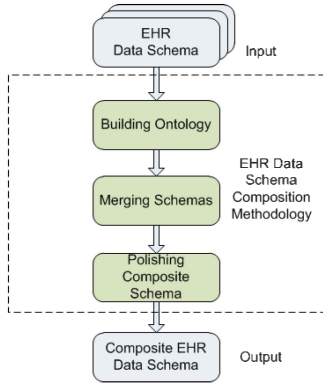 EHR
Data Schema
Input
Building Ontology
EHR Data
Schema
Composition
Methodology
Merging Schemas
Polishing
Composite
Schema
Composite EHR
Data Schema
Output